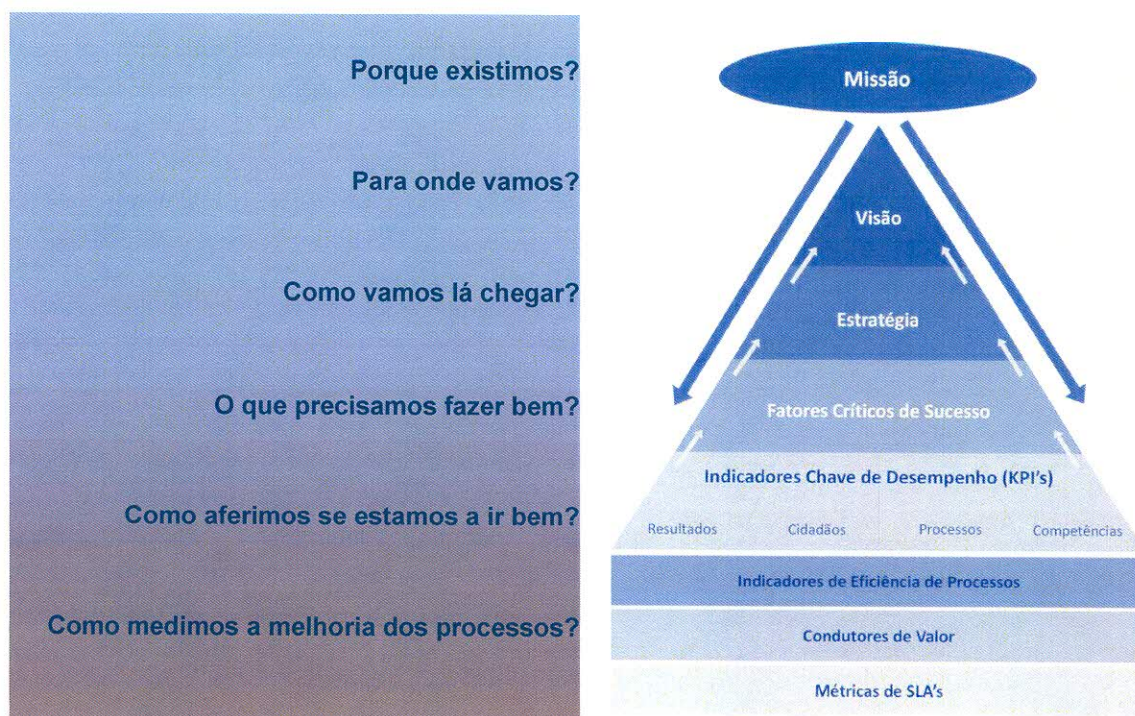 Porque existimos?
Para onde vamos?
Como vamos lá chegar?
O que precisamos fazer bem?
Como aferimos se estamos a ir bem?
Como medimos a melhoria dos processos?
Missão
Visão
Estratégia
Fatores Críticos de Sucesso
Indicadores Chave de Desempenho (KPI's)
Resultados Cidadãos Processos Competências
Indicadores de Eficiência de Processos
Condutores de Valor
Métricas de SLA's